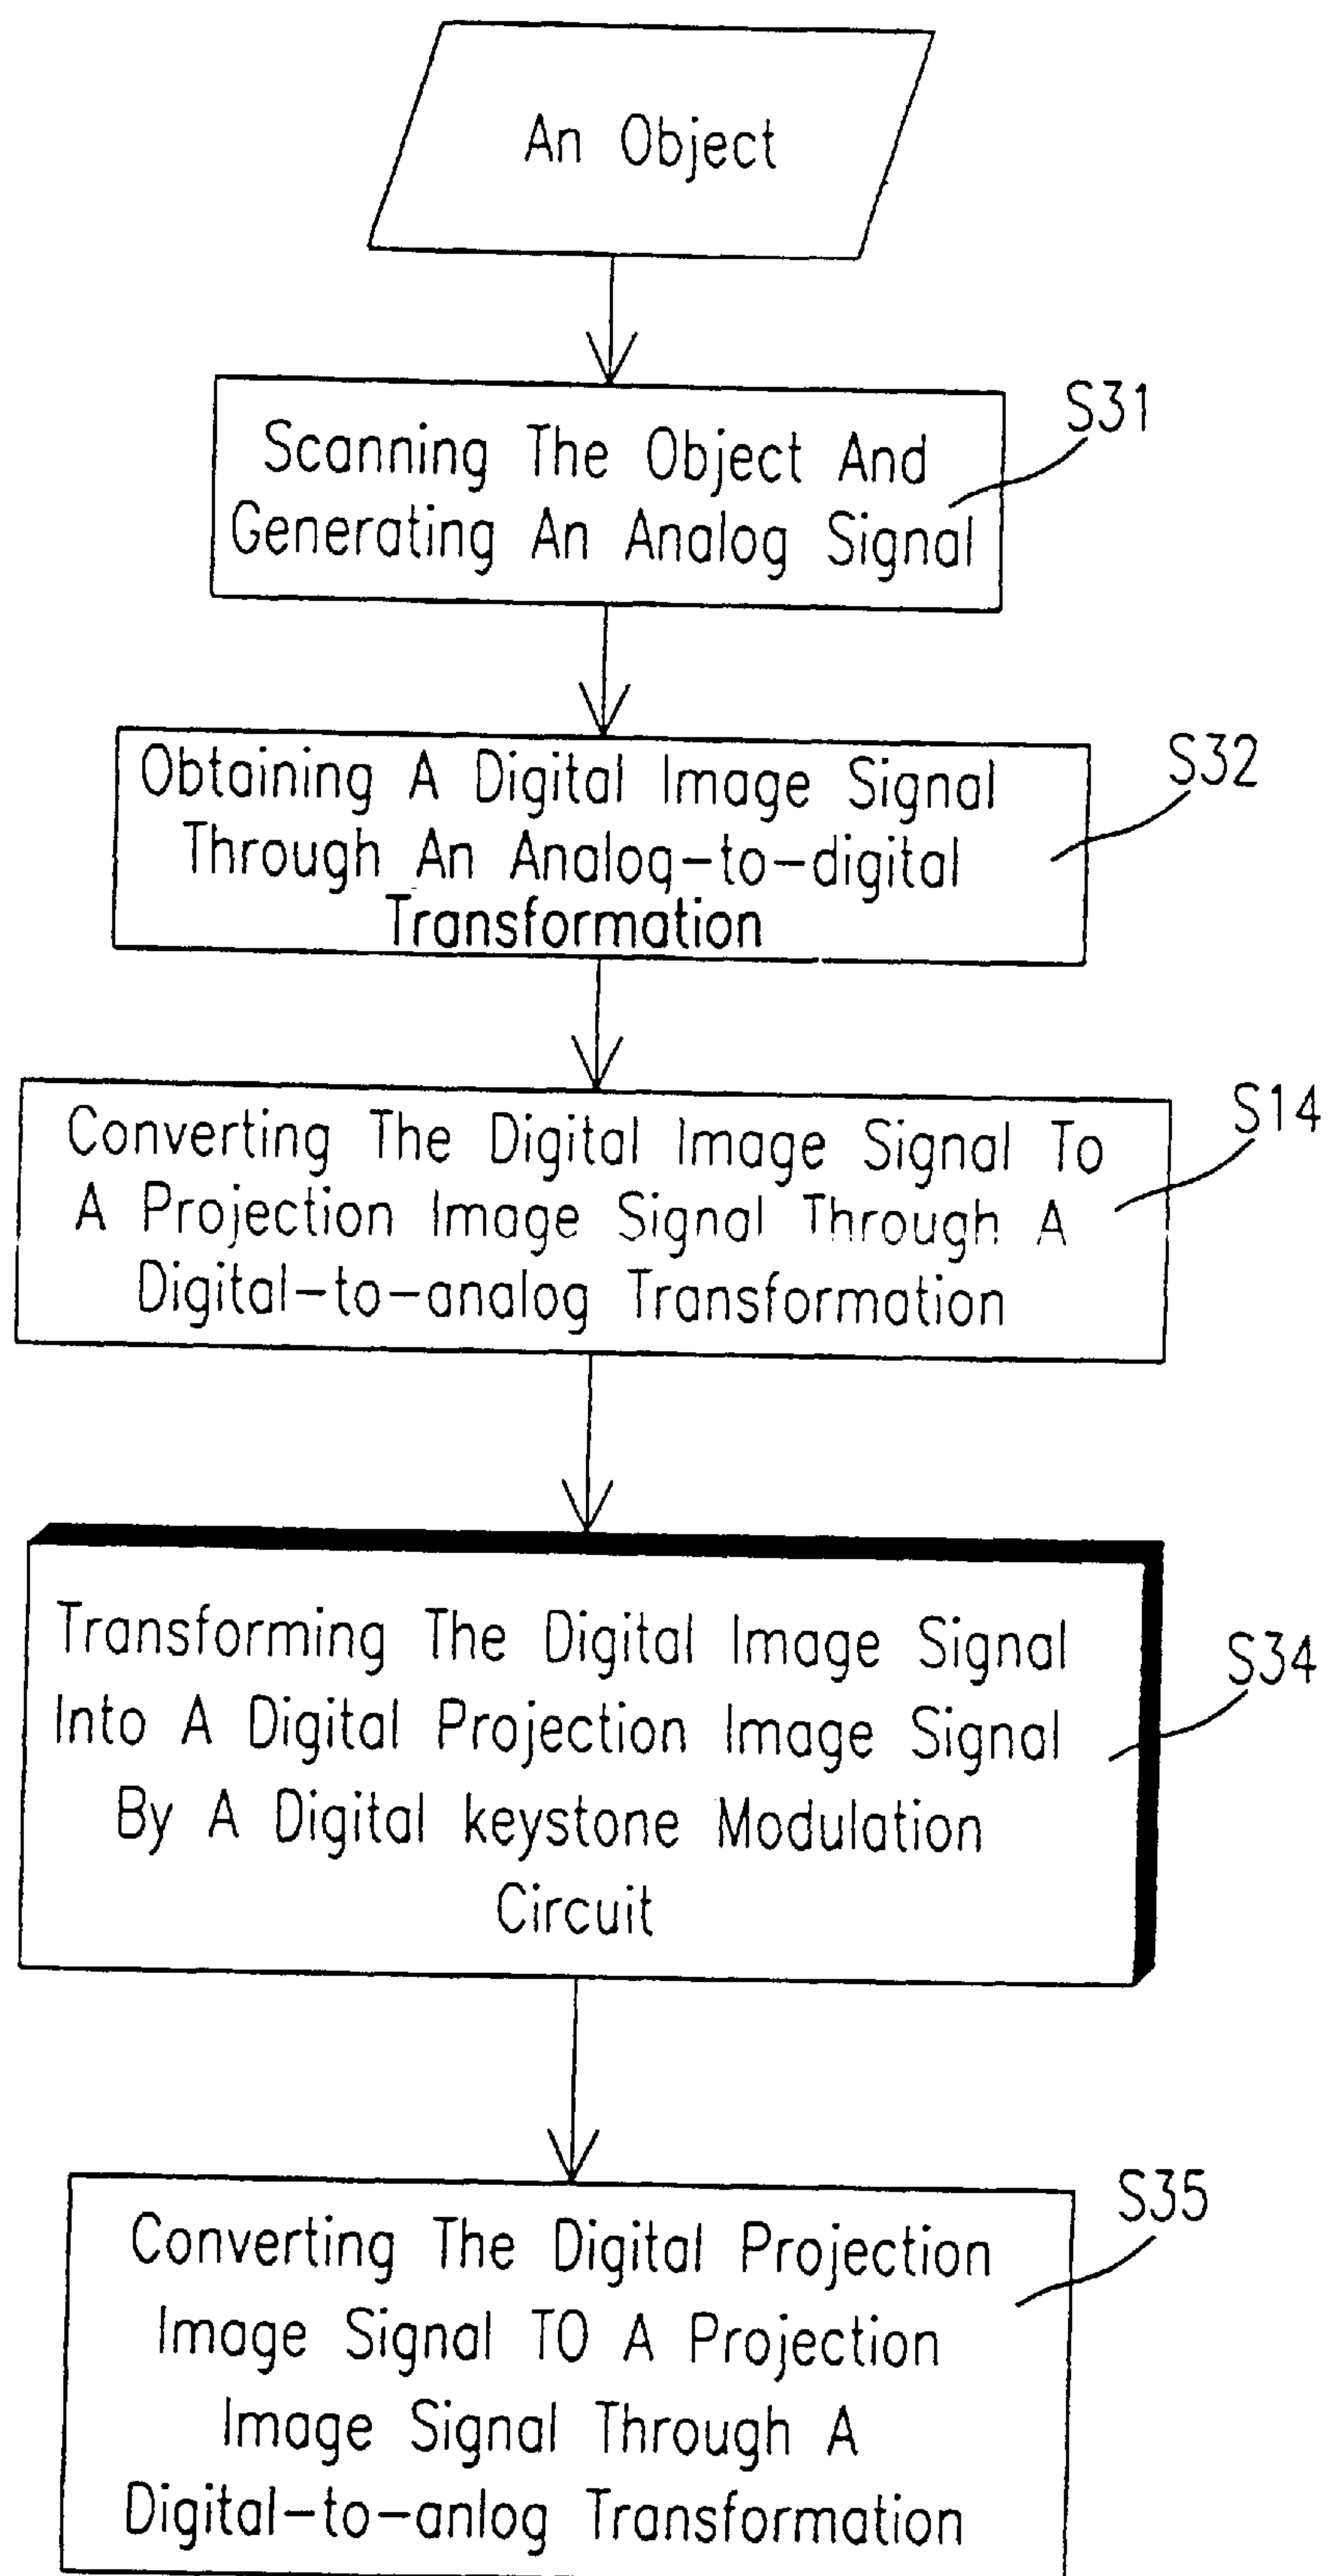 An Object
S31
Scanning The Object And
Generating An Analog Signal
S32
Obtaining A Digital Image Signal
Through An Analog-to-digital
Transformation
S14
Converting The Digital Image Signal To
A Projection Image Signal Through A
Digital-to-analog Transformation
S34
Transforming The Digital Image Signal
Into A Digital Projection Image Signal
By A Digital keystone Modulation
Circuit
S35
Converting The Digital Projection
Image Signal TO A Projection
Image Signal Through A
Digital-to-anlog Transformation